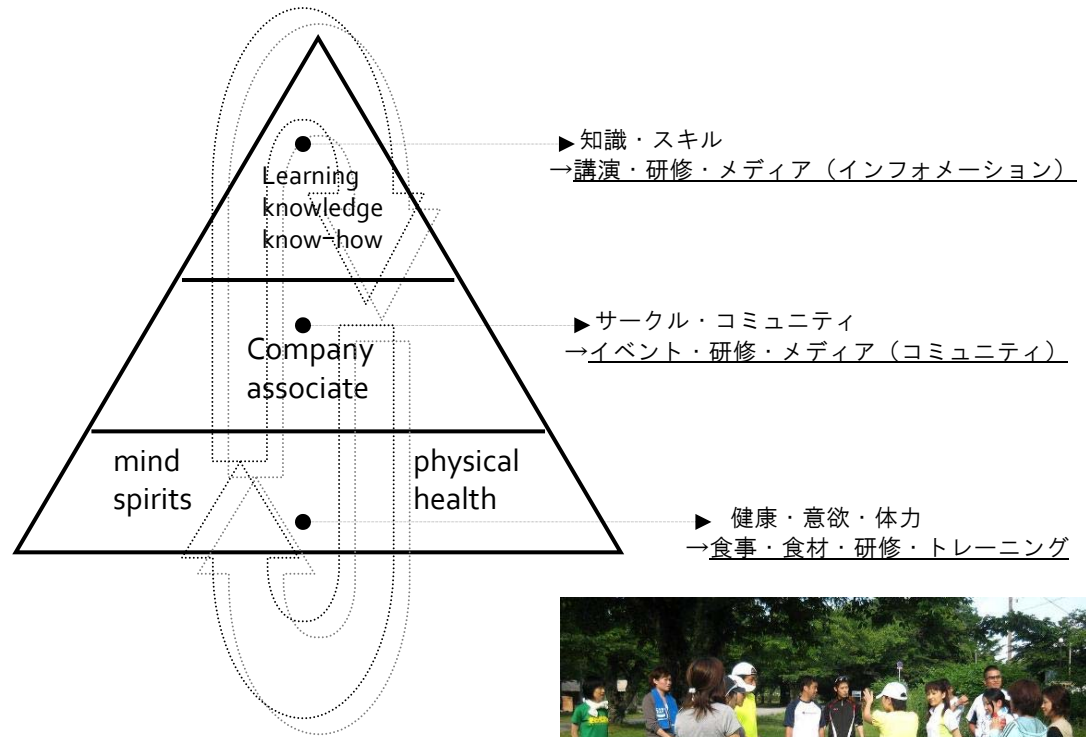 Learning
knowledge
know-how
▶知識・スキル
→講演・研修・メディア（インフォメーション）
Company
associate
▶サークル・コミュニティ
→イベント・研修・メディア（コミュニティ）
mind
spirits
physical
health
▶ 健康・意欲・体力
→食事・食材・研修・トレーニング